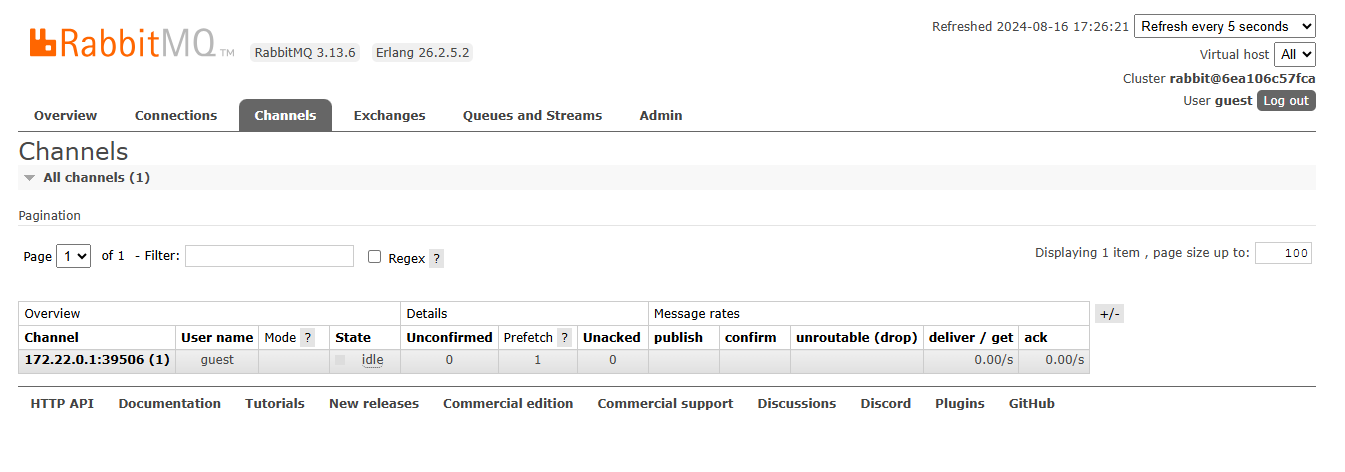 RabbitMQ TM RabbitMQ 3.13.6 Erlang 26.2.5.2
Refreshed 2024-08-16 17:26:21 Refresh every 5 seconds
Virtual host All
Cluster rabbit@6ea106c57fca
User guest Log out
Overview Connections Channels Exchanges Queues and Streams Admin
Channels
All channels (1)
Pagination
Page 1 of 1 - Filter: Regex ? Displaying 1 item , page size up to: 100
Overview Details Message rates +/-
Channel User name Mode ? State Unconfirmed Prefetch ? Unacked publish confirm unroutable (drop) deliver / get ack
172.22.0.1:39506 (1) guest idle 0 1 0 0.00/s 0.00/s
HTTP API Documentation Tutorials New releases Commercial edition Commercial support Discussions Discord Plugins GitHub